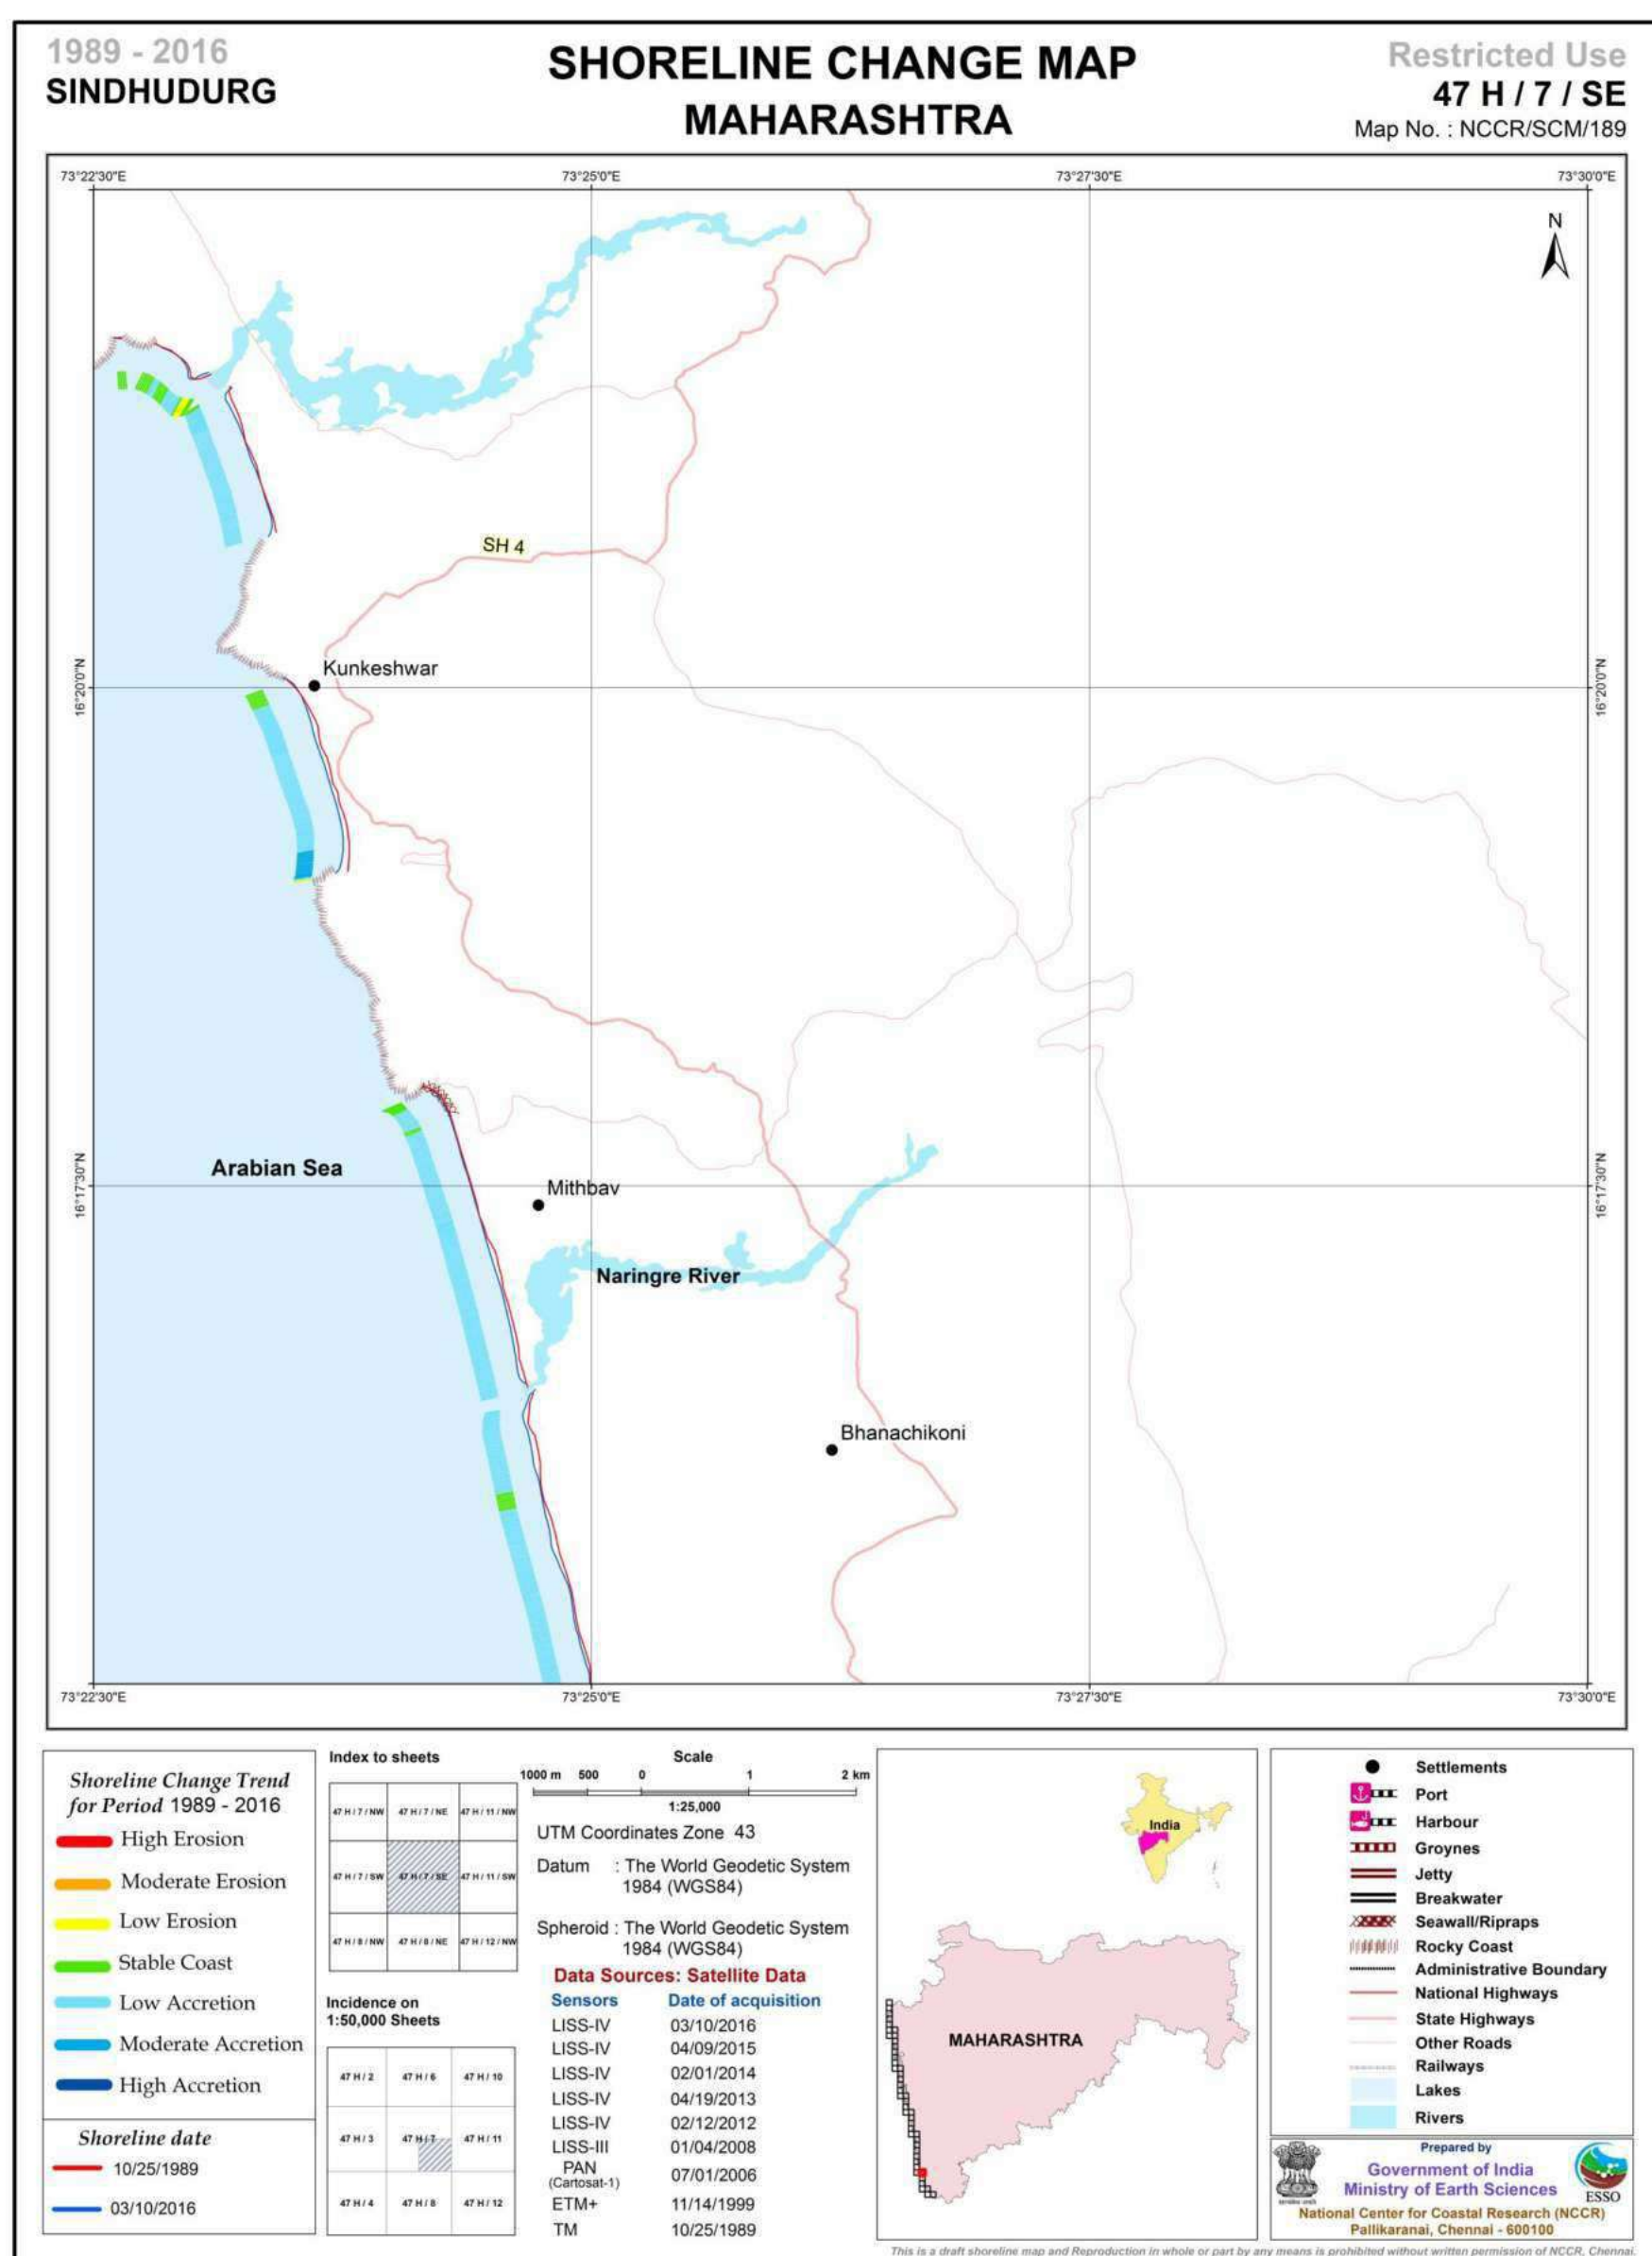 1989 - 2016
SINDHUDURG
SHORELINE CHANGE MAP
MAHARASHTRA
Restricted Use
47 H / 7 / SE
Map No. : NCCR/SCM/189
73°22'30"E
73°25'0"E
73°27'30"E
73°30'0"E
N
SH 4
Kunkeshwar
16°20'0"N
16°20'0"N
Arabian Sea
Mithbav
16°17'30"N
16°17'30"N
Naringre River
Bhanachikoni
73°22'30"E
73°25'0"E
73°27'30"E
73°30'0"E
Shoreline Change Trend
for Period 1989 - 2016
High Erosion
Moderate Erosion
Low Erosion
Stable Coast
Low Accretion
Moderate Accretion
High Accretion
Shoreline date
10/25/1989
03/10/2016
Index to sheets
47 H / 7 / NW
47 H / 7 / NE
47 H / 11 / NW
47 H / 7 / SW
47 H / 7 / SE
47 H / 11 / SW
47 H / 8 / NW
47 H / 8 / NE
47 H / 12 / NW
Incidence on
1:50,000 Sheets
47 H / 2
47 H / 6
47 H / 10
47 H / 3
47 H / 7
47 H / 11
47 H / 4
47 H / 8
47 H / 12
Scale
1000 m 500 0 1 2 km
1:25,000
UTM Coordinates Zone 43
Datum : The World Geodetic System
1984 (WGS84)
Spheroid : The World Geodetic System
1984 (WGS84)
Data Sources: Satellite Data
Sensors Date of acquisition
LISS-IV 03/10/2016
LISS-IV 04/09/2015
LISS-IV 02/01/2014
LISS-IV 04/19/2013
LISS-IV 02/12/2012
LISS-III 01/04/2008
PAN
(Cartosat-1) 07/01/2006
ETM+ 11/14/1999
TM 10/25/1989
India
MAHARASHTRA
Settlements
Port
Harbour
Groynes
Jetty
Breakwater
Seawall/Ripraps
Rocky Coast
Administrative Boundary
National Highways
State Highways
Other Roads
Railways
Lakes
Rivers
Prepared by
Government of India
Ministry of Earth Sciences
ESSO
National Center for Coastal Research (NCCR)
Pallikaranai, Chennai - 600100
This is a draft shoreline map and Reproduction in whole or part by any means is prohibited without written permission of NCCR, Chennai.